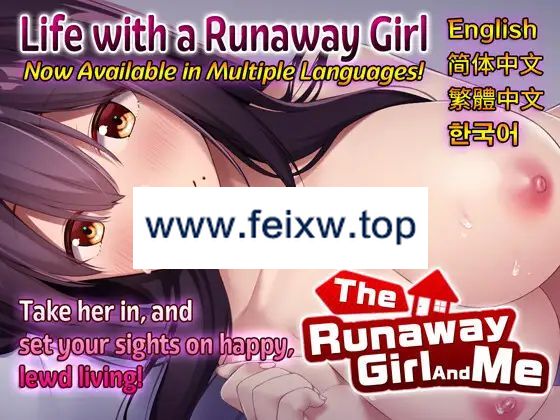 Life with a Runaway Girl
Now Available in Multiple Languages!
English
简体中文
繁體中文
한국어
www.feixw.top
Take her in, and
set your sights on happy,
lewd living!
The
Runaway
Girl And Me